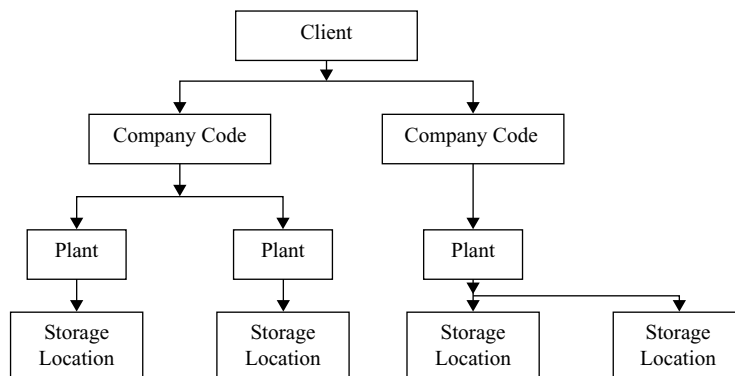 Client
Company Code
Company Code
Plant
Plant
Plant
Storage
Location
Storage
Location
Storage
Location
Storage
Location